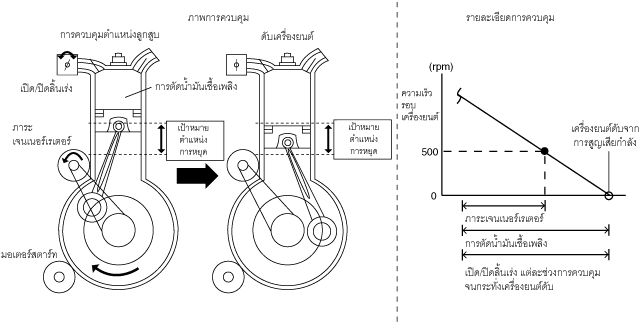 ภาพการควบคุม
การควบคุมตำแหน่งลูกสูบ
ดับเครื่องยนต์
เปิด/ปิดลิ้นเร่ง
การตัดน้ำมันเชื้อเพลิง
ภาระ
เจนเนอร์เรเตอร์
เป้าหมาย
ตำแหน่ง
การหยุด
เป้าหมาย
ตำแหน่ง
การหยุด
มอเตอร์สตาร์ท
รายละเอียดการควบคุม
(rpm)
ความเร็ว
รอบ
เครื่องยนต์
500
0
เครื่องยนต์ดับจาก
การสูญเสียกำลัง
ภาระเจนเนอร์เรเตอร์
การตัดน้ำมันเชื้อเพลิง
เปิด/ปิดลิ้นเร่ง แต่ละช่วงการควบคุม
จนกระทั่งเครื่องยนต์ดับ